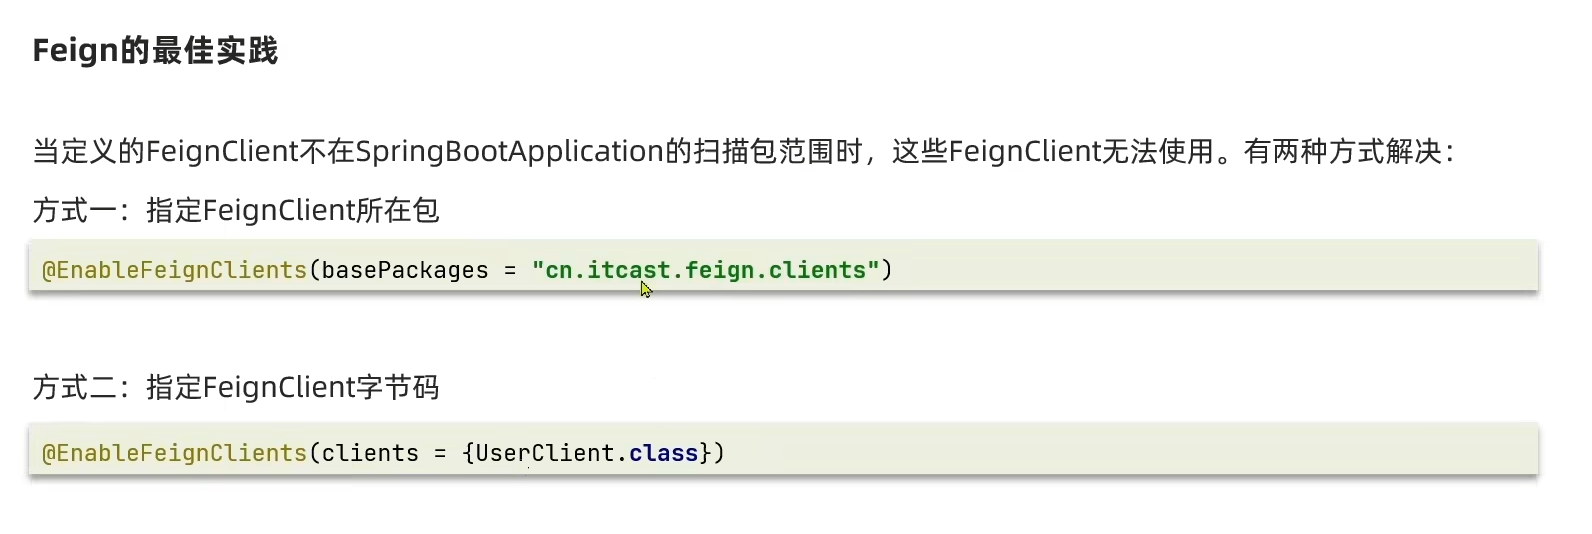 Feign的最佳实践
当定义的FeignClient不在SpringBootApplication的扫描包范围时，这些FeignClient无法使用。有两种方式解决：
方式一：指定FeignClient所在包
@EnableFeignClients(basePackages = "cn.itcast.feign.clients")
方式二：指定FeignClient字节码
@EnableFeignClients(clients = {UserClient.class})